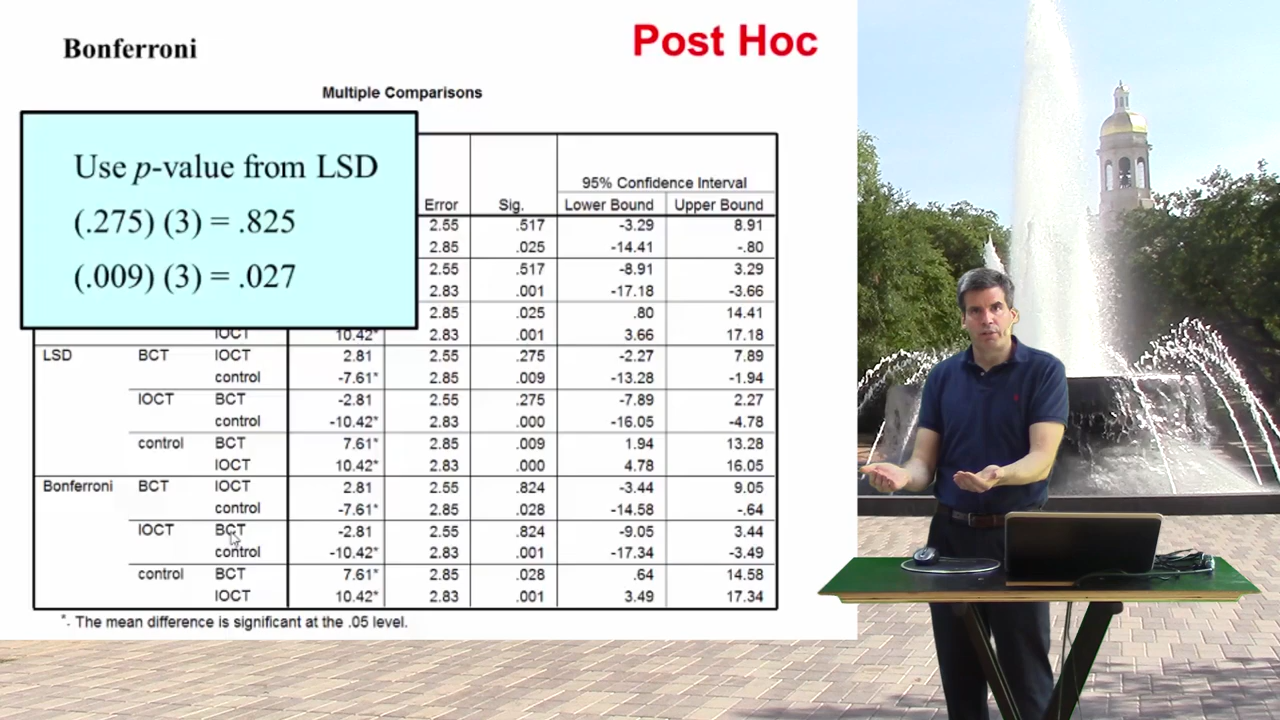 Bonferroni
Post Hoc
Multiple Comparisons
Use p-value from LSD
(.275) (3) = .825
(.009) (3) = .027
95% Confidence Interval
Error Sig. Lower Bound Upper Bound
2.55 .517 -3.29 8.91
2.85 .025 -14.41 -.80
2.55 .517 -8.91 3.29
2.83 .001 -17.18 -3.66
2.85 .025 .80 14.41
IOCT 10.42* 2.83 .001 3.66 17.18
LSD BCT IOCT 2.81 2.55 .275 -2.27 7.89
control -7.61* 2.85 .009 -13.28 -1.94
IOCT BCT -2.81 2.55 .275 -7.89 2.27
control -10.42* 2.83 .000 -16.05 -4.78
control BCT 7.61* 2.85 .009 1.94 13.28
IOCT 10.42* 2.83 .000 4.78 16.05
Bonferroni BCT IOCT 2.81 2.55 .824 -3.44 9.05
control -7.61* 2.85 .028 -14.58 -.64
IOCT BCT -2.81 2.55 .824 -9.05 3.44
control -10.42* 2.83 .001 -17.34 -3.49
control BCT 7.61* 2.85 .028 .64 14.58
IOCT 10.42* 2.83 .001 3.49 17.34
*. The mean difference is significant at the .05 level.